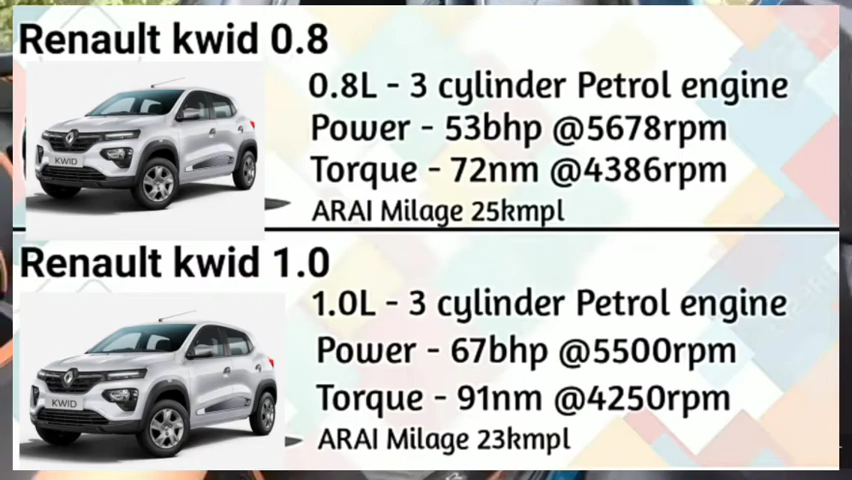 Renault kwid 0.8
0.8L - 3 cylinder Petrol engine
Power - 53bhp @5678rpm
Torque - 72nm @4386rpm
ARAI Milage 25kmpl
KWID
Renault kwid 1.0
1.0L - 3 cylinder Petrol engine
Power - 67bhp @5500rpm
Torque - 91nm @4250rpm
ARAI Milage 23kmpl
KWID